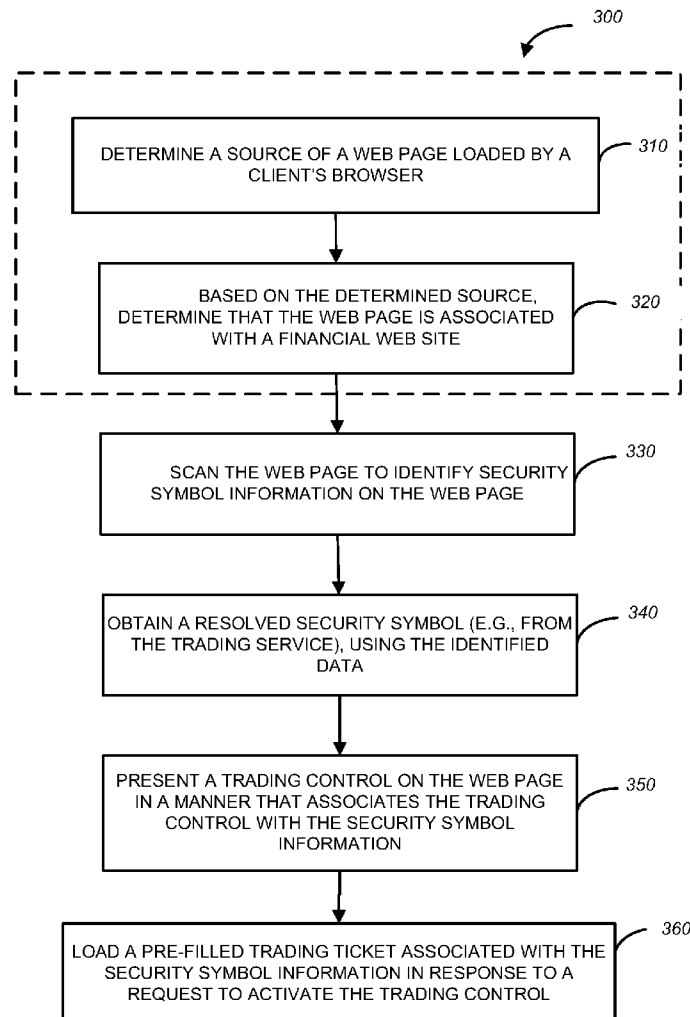 300
DETERMINE A SOURCE OF A WEB PAGE LOADED BY A
CLIENT'S BROWSER
310
BASED ON THE DETERMINED SOURCE,
DETERMINE THAT THE WEB PAGE IS ASSOCIATED
WITH A FINANCIAL WEB SITE
320
SCAN THE WEB PAGE TO IDENTIFY SECURITY
SYMBOL INFORMATION ON THE WEB PAGE
330
OBTAIN A RESOLVED SECURITY SYMBOL (E.G., FROM
THE TRADING SERVICE), USING THE IDENTIFIED
DATA
340
PRESENT A TRADING CONTROL ON THE WEB PAGE
IN A MANNER THAT ASSOCIATES THE TRADING
CONTROL WITH THE SECURITY SYMBOL
INFORMATION
350
LOAD A PRE-FILLED TRADING TICKET ASSOCIATED WITH THE
SECURITY SYMBOL INFORMATION IN RESPONSE TO A
REQUEST TO ACTIVATE THE TRADING CONTROL
360